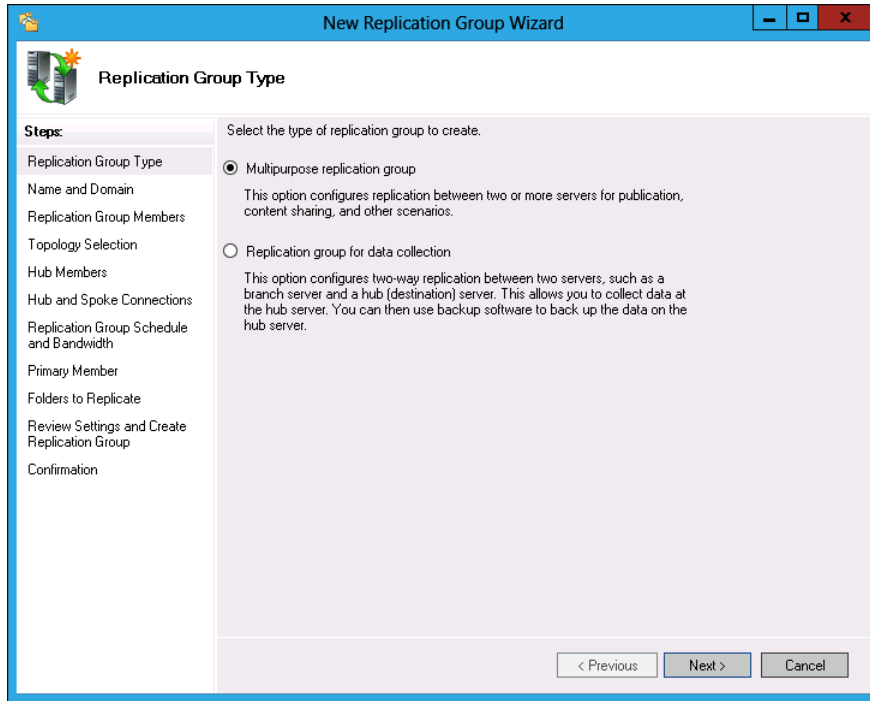 New Replication Group Wizard
Replication Group Type
Steps:
Replication Group Type
Name and Domain
Replication Group Members
Topology Selection
Hub Members
Hub and Spoke Connections
Replication Group Schedule
and Bandwidth
Primary Member
Folders to Replicate
Review Settings and Create
Replication Group
Confirmation
Select the type of replication group to create.
Multipurpose replication group
This option configures replication between two or more servers for publication,
content sharing, and other scenarios.
Replication group for data collection
This option configures two-way replication between two servers, such as a
branch server and a hub (destination) server. This allows you to collect data at
the hub server. You can then use backup software to back up the data on the
hub server.
< Previous
Next >
Cancel